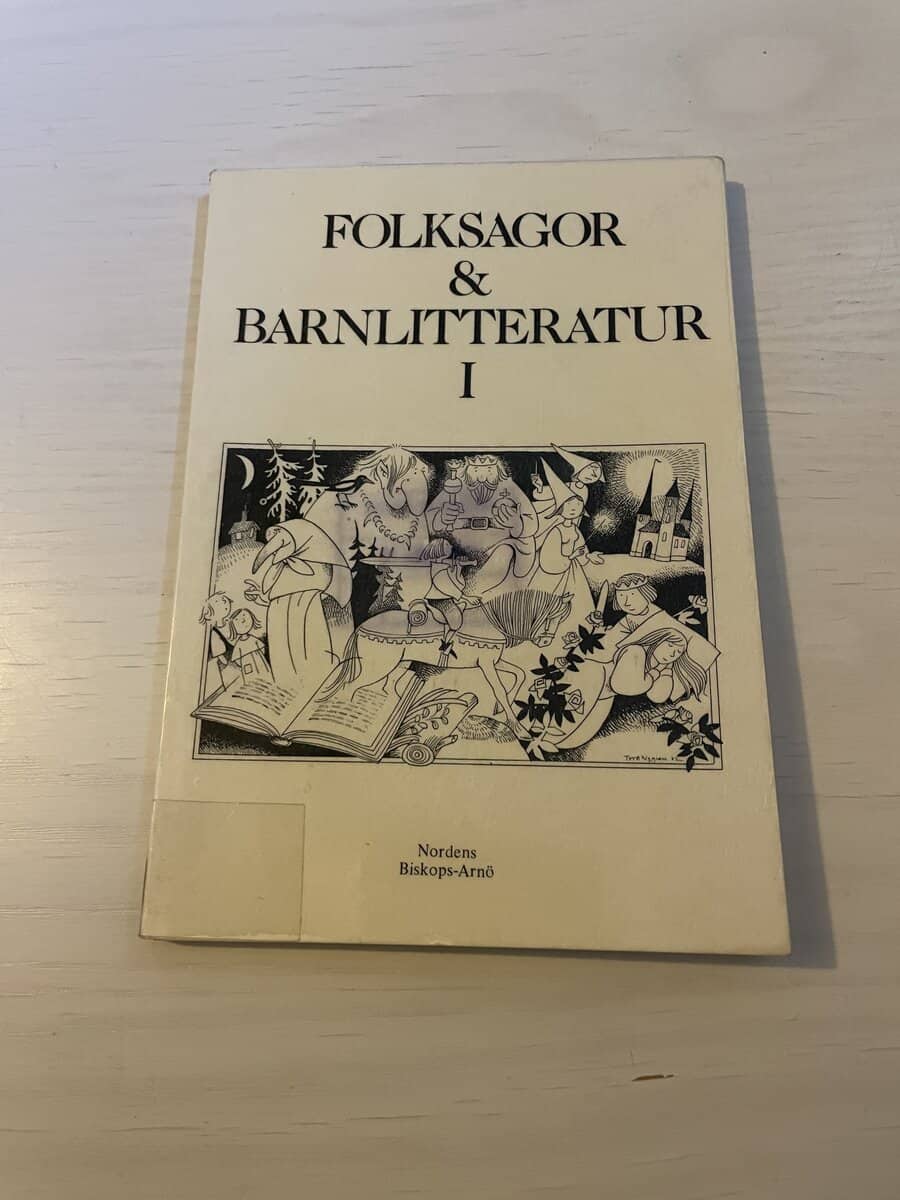 FOLKSAGOR
&
BARNLITTERATUR
I
Nordens
Biskops-Arnö